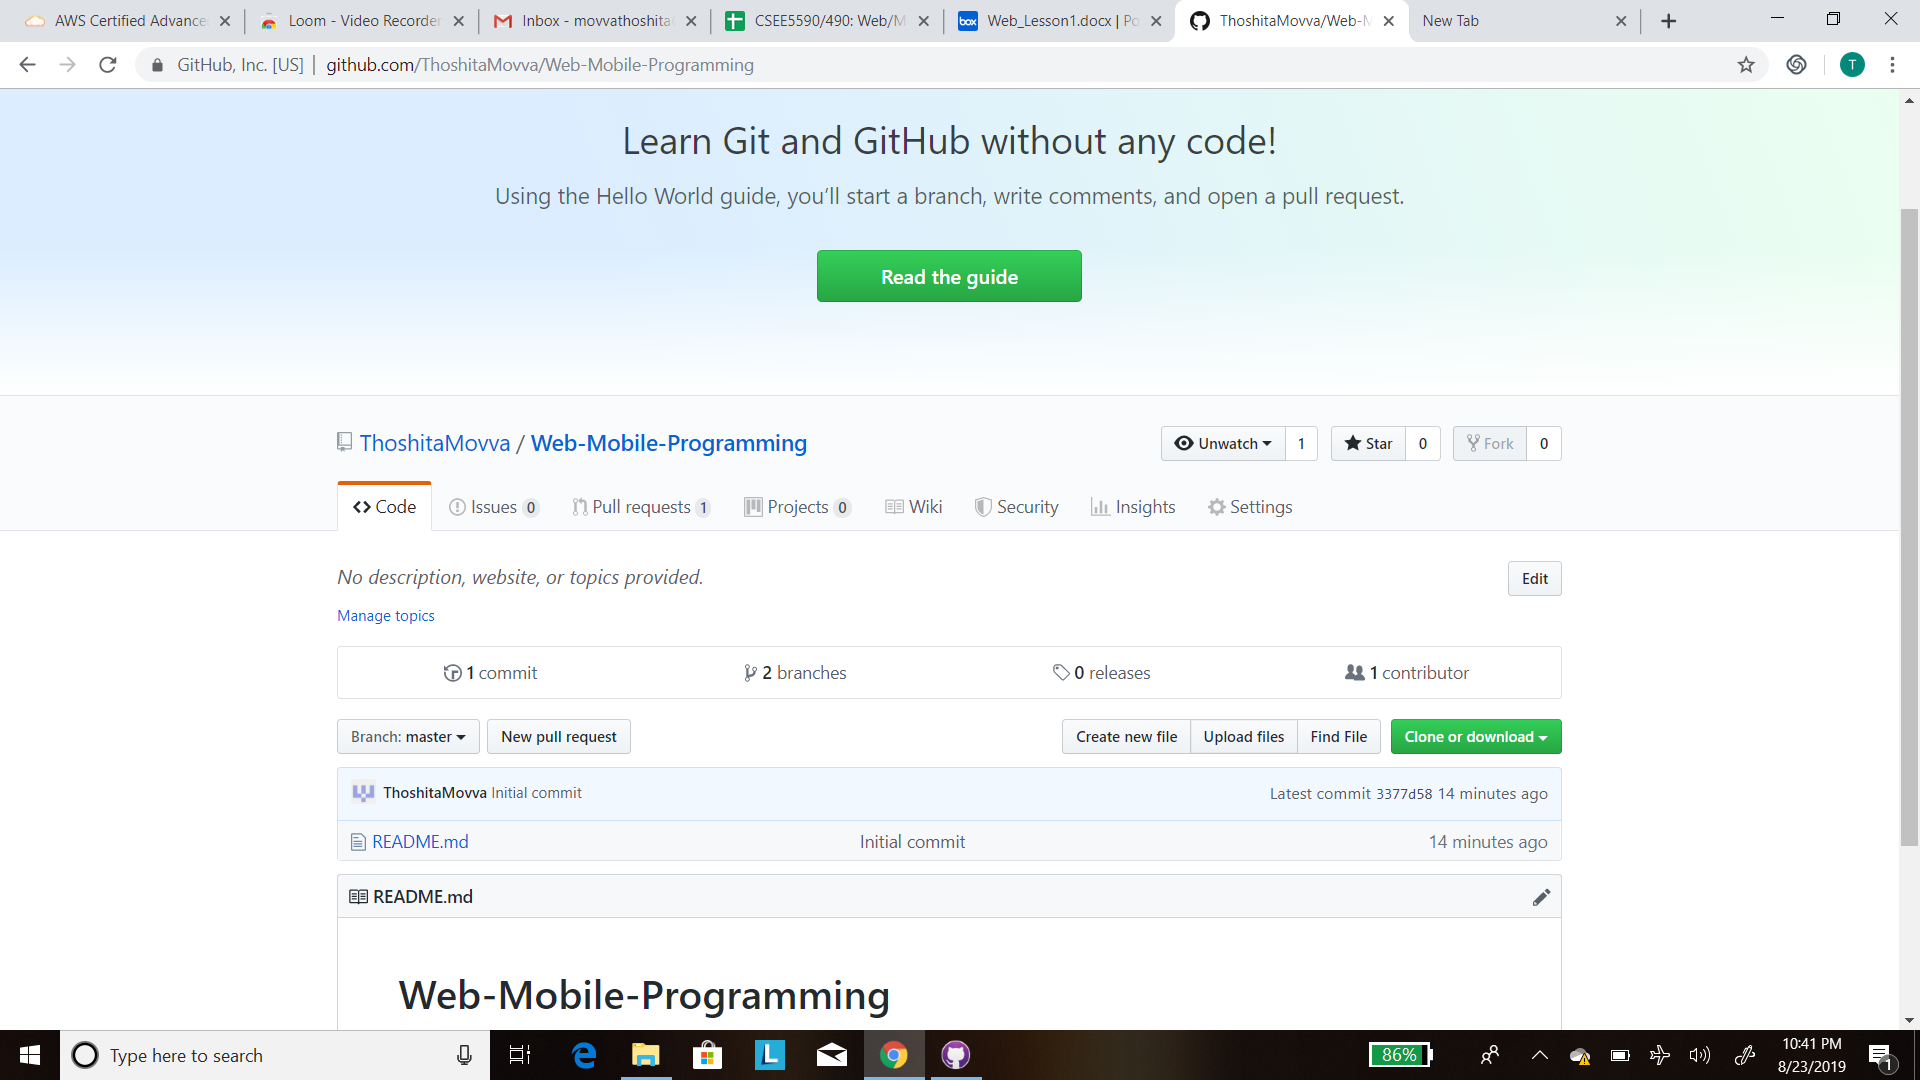 AWS Certified Advance
Loom - Video Recorder
Inbox - movvathoshita
CSEE5590/490: Web/M
box
Web_Lesson1.docx | Po
ThoshitaMovva/Web-M
New Tab
GitHub, Inc. [US] | github.com/ThoshitaMovva/Web-Mobile-Programming
T
Learn Git and GitHub without any code!
Using the Hello World guide, you’ll start a branch, write comments, and open a pull request.
Read the guide
ThoshitaMovva / Web-Mobile-Programming
Unwatch 1
Star 0
Fork 0
Code
Issues 0
Pull requests 1
Projects 0
Wiki
Security
Insights
Settings
No description, website, or topics provided.
Edit
Manage topics
1 commit
2 branches
0 releases
1 contributor
Branch: master
New pull request
Create new file
Upload files
Find File
Clone or download
ThoshitaMovva Initial commit
Latest commit 3377d58 14 minutes ago
README.md
Initial commit
14 minutes ago
README.md
Web-Mobile-Programming
Type here to search
L
86%
10:41 PM
8/23/2019
1